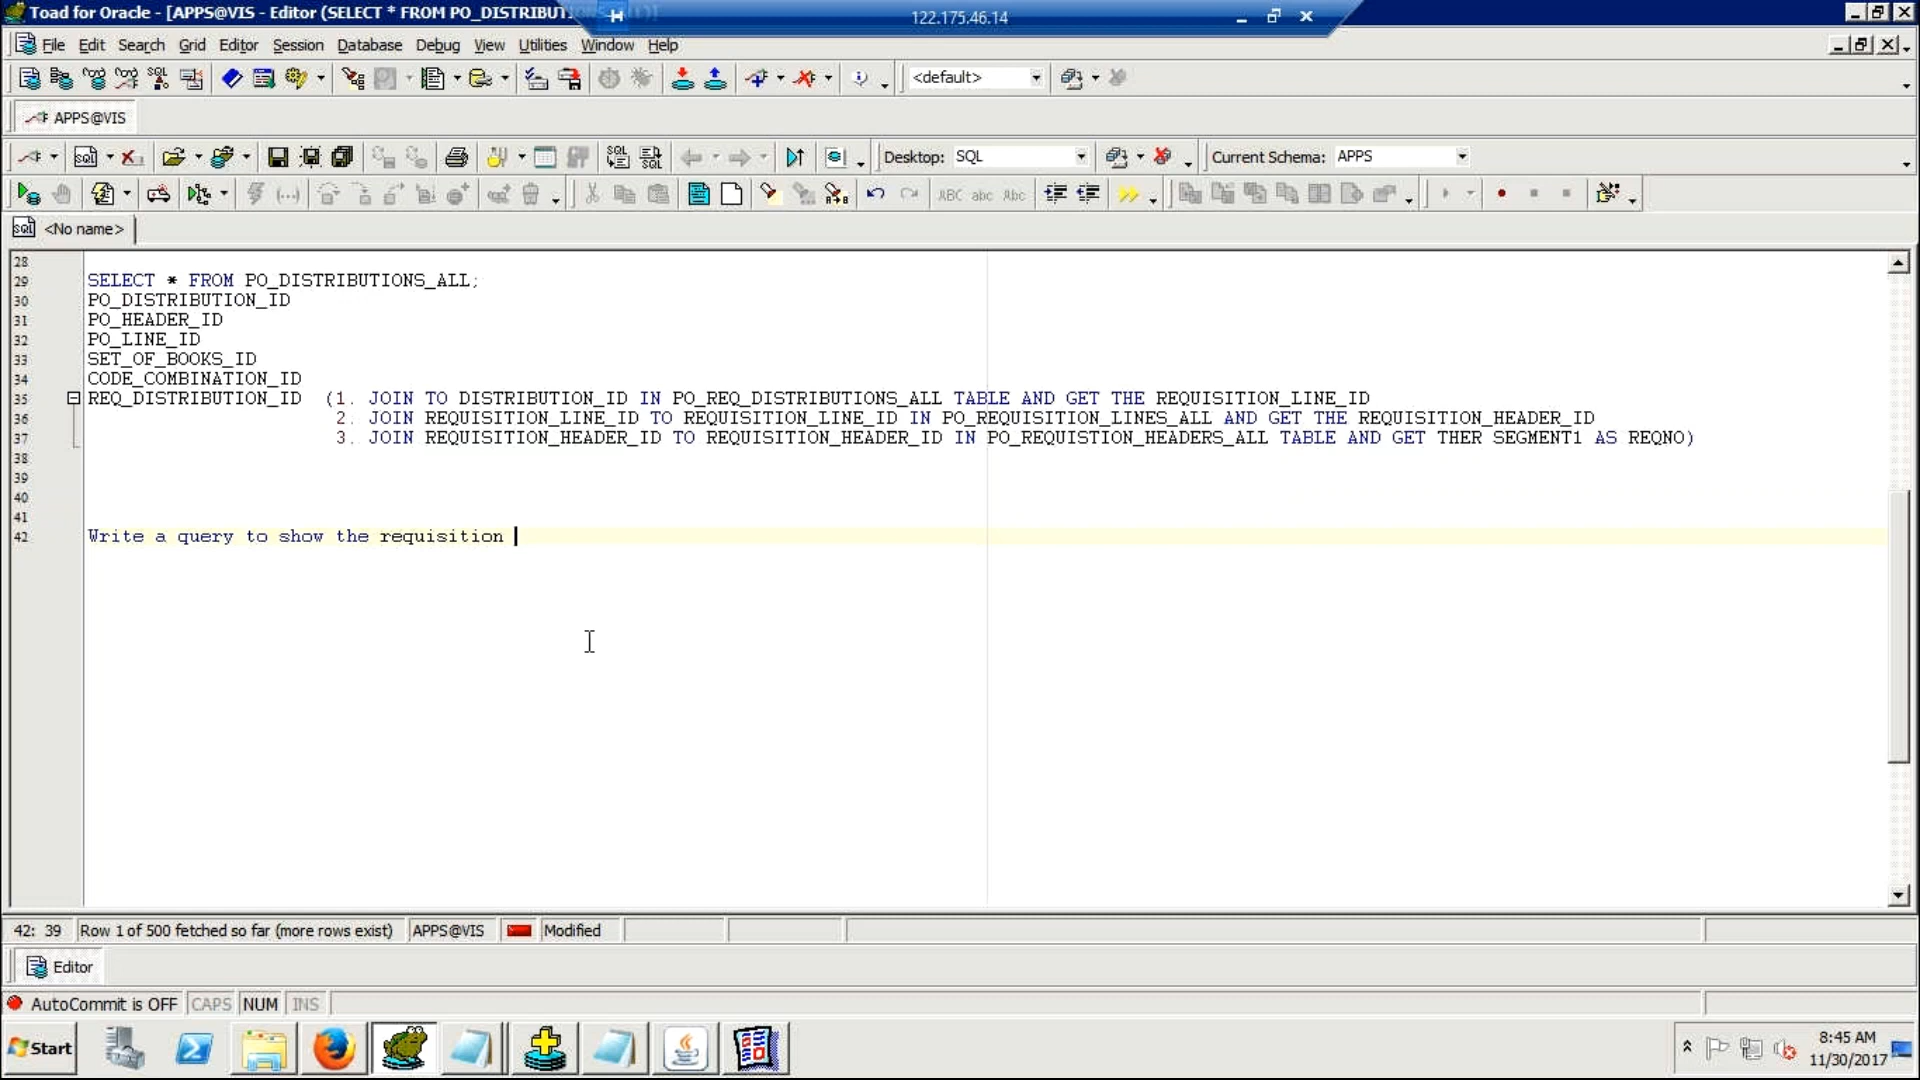 Toad for Oracle - [APPS@VIS - Editor (SELECT * FROM PO_DISTRIBUT
122.175.46.14
File Edit Search Grid Editor Session Database Debug View Utilities Window Help
<default>
APPS@VIS
Desktop: SQL Current Schema: APPS
ABC abc Abc
<No name>
28
29 SELECT * FROM PO_DISTRIBUTIONS_ALL;
30 PO_DISTRIBUTION_ID
31 PO_HEADER_ID
32 PO_LINE_ID
33 SET_OF_BOOKS_ID
34 CODE_COMBINATION_ID
35 REQ_DISTRIBUTION_ID (1. JOIN TO DISTRIBUTION_ID IN PO_REQ_DISTRIBUTIONS_ALL TABLE AND GET THE REQUISITION_LINE_ID
36 2. JOIN REQUISITION_LINE_ID TO REQUISITION_LINE_ID IN PO_REQUISITION_LINES_ALL AND GET THE REQUISITION_HEADER_ID
37 3. JOIN REQUISITION_HEADER_ID TO REQUISITION_HEADER_ID IN PO_REQUISTION_HEADERS_ALL TABLE AND GET THER SEGMENT1 AS REQNO)
38
39
40
41
42 Write a query to show the requisition
42: 39 Row 1 of 500 fetched so far (more rows exist) APPS@VIS Modified
Editor
AutoCommit is OFF CAPS NUM INS
Start
8:45 AM
11/30/2017